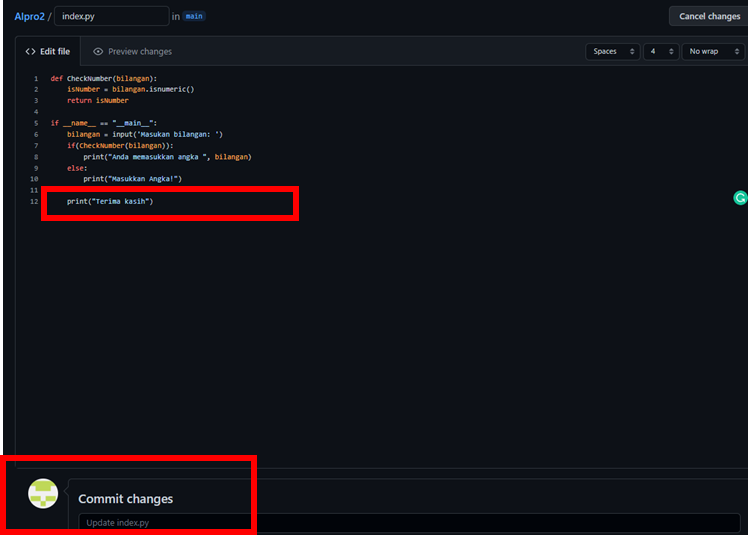 Alpro2 / index.py in main Cancel changes
Edit file Preview changes Spaces 4 No wrap
1 def CheckNumber(bilangan):
2 isNumber = bilangan.isnumeric()
3 return isNumber
4
5 if __name__ == "__main__":
6 bilangan = input('Masukan bilangan: ')
7 if(CheckNumber(bilangan)):
8 print("Anda memasukkan angka ", bilangan)
9 else:
10 print("Masukkan Angka!")
11
12 print("Terima kasih")
Commit changes
Update index.py